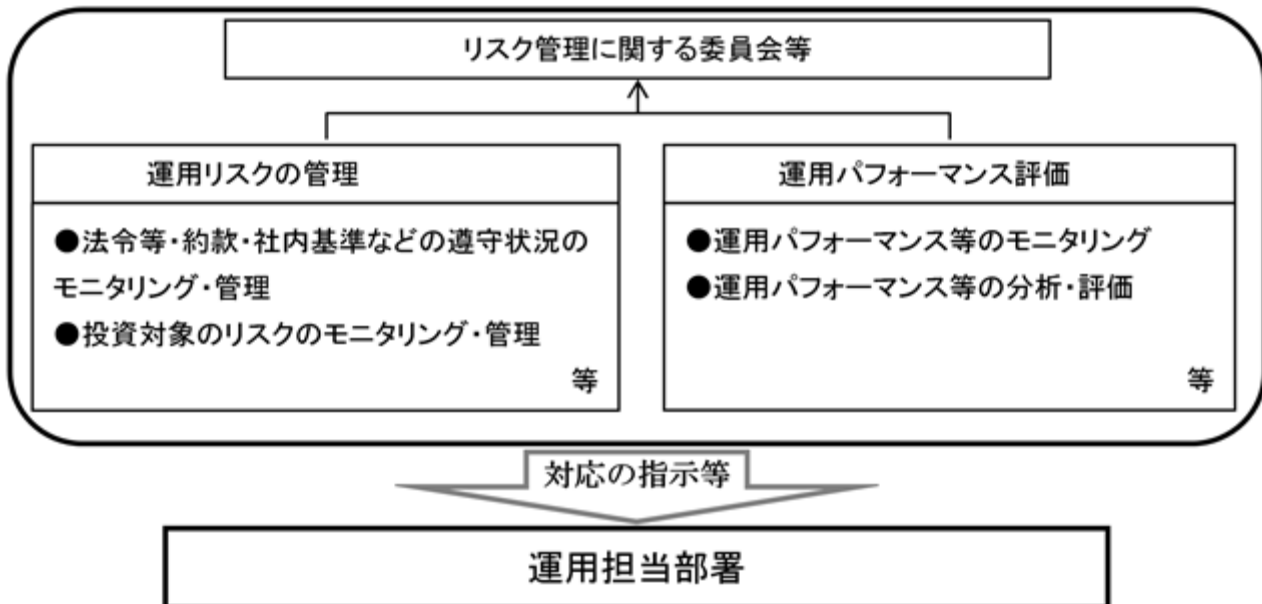 リスク管理に関する委員会等
運用リスクの管理
●法令等・約款・社内基準などの遵守状況の
モニタリング・管理
●投資対象のリスクのモニタリング・管理
等
運用パフォーマンス評価
●運用パフォーマンス等のモニタリング
●運用パフォーマンス等の分析・評価
等
対応の指示等
運用担当部署